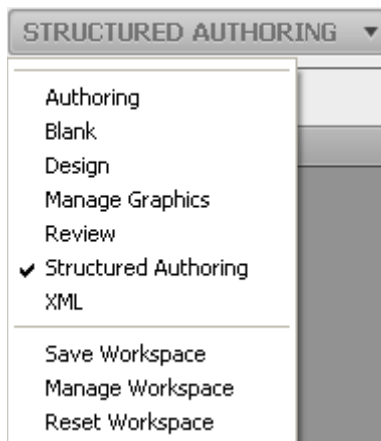 STRUCTURED AUTHORING
Authoring
Blank
Design
Manage Graphics
Review
Structured Authoring
XML
Save Workspace
Manage Workspace
Reset Workspace